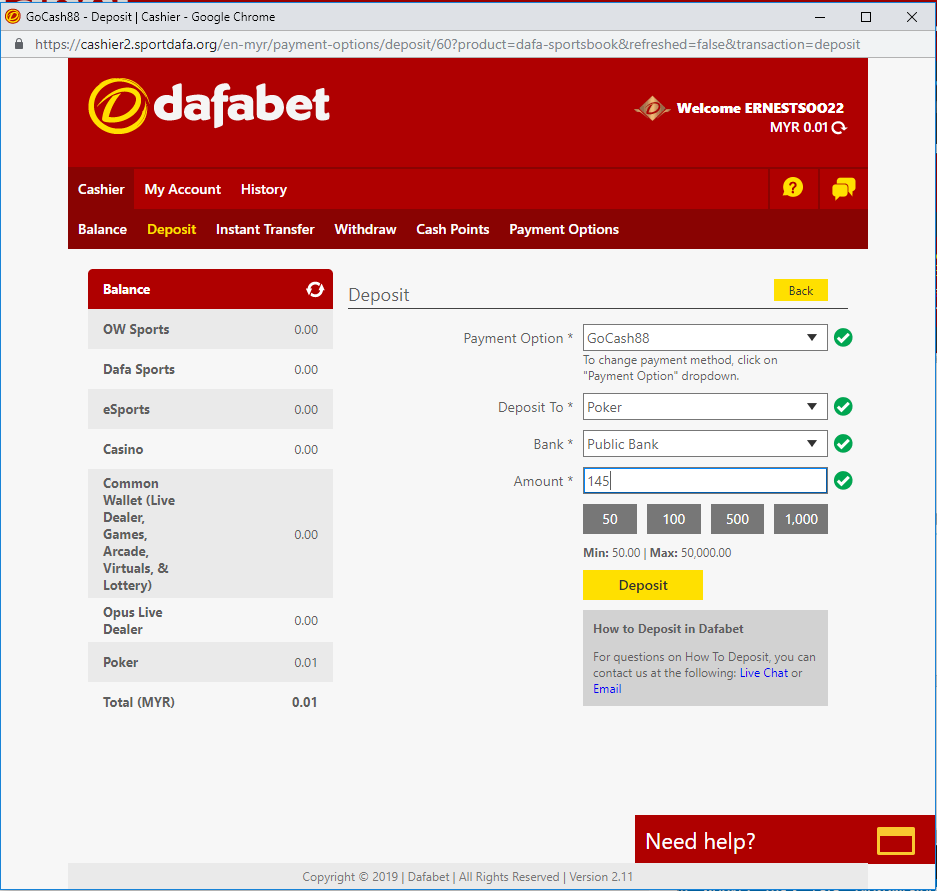 GoCash88 - Deposit | Cashier - Google Chrome
https://cashier2.sportdafa.org/en-myr/payment-options/deposit/60?product=dafa-sportsbook&refreshed=false&transaction=deposit
dafabet
Welcome ERNESTSOO22
MYR 0.01
Cashier My Account History
?
Balance Deposit Instant Transfer Withdraw Cash Points Payment Options
Balance
OW Sports 0.00
Dafa Sports 0.00
eSports 0.00
Casino 0.00
Common
Wallet (Live
Dealer,
Games, 0.00
Arcade,
Virtuals, &
Lottery)
Opus Live
Dealer 0.00
Poker 0.01
Total (MYR) 0.01
Deposit Back
Payment Option * GoCash88
To change payment method, click on
"Payment Option" dropdown.
Deposit To * Poker
Bank * Public Bank
Amount * 145
50 100 500 1,000
Min: 50.00 | Max: 50,000.00
Deposit
How to Deposit in Dafabet
For questions on How To Deposit, you can
contact us at the following: Live Chat or
Email
Need help?
Copyright © 2019 | Dafabet | All Rights Reserved | Version 2.11